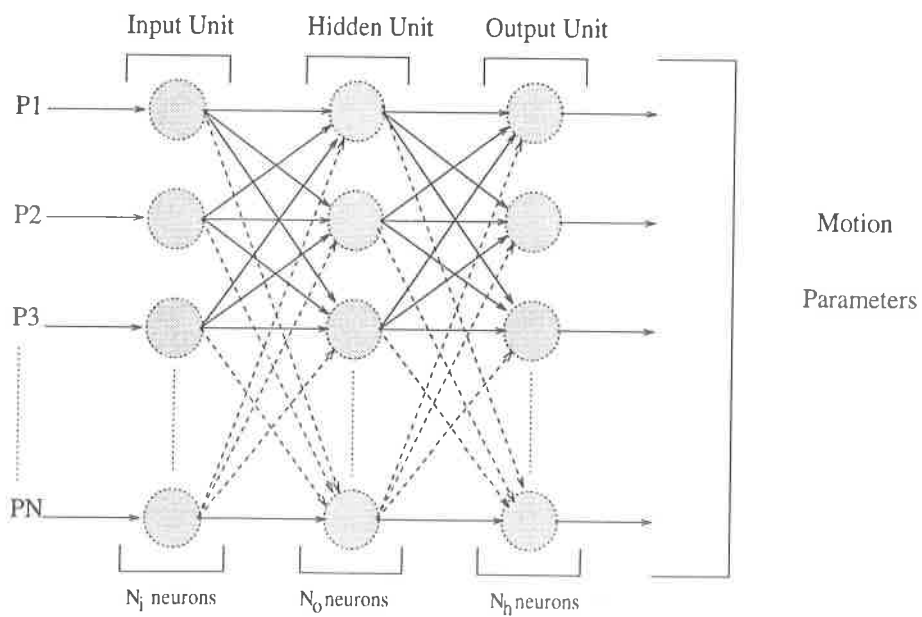 Input Unit
Hidden Unit
Output Unit
P1
P2
P3
PN
Motion
Parameters
Ni neurons
No neurons
Nh neurons